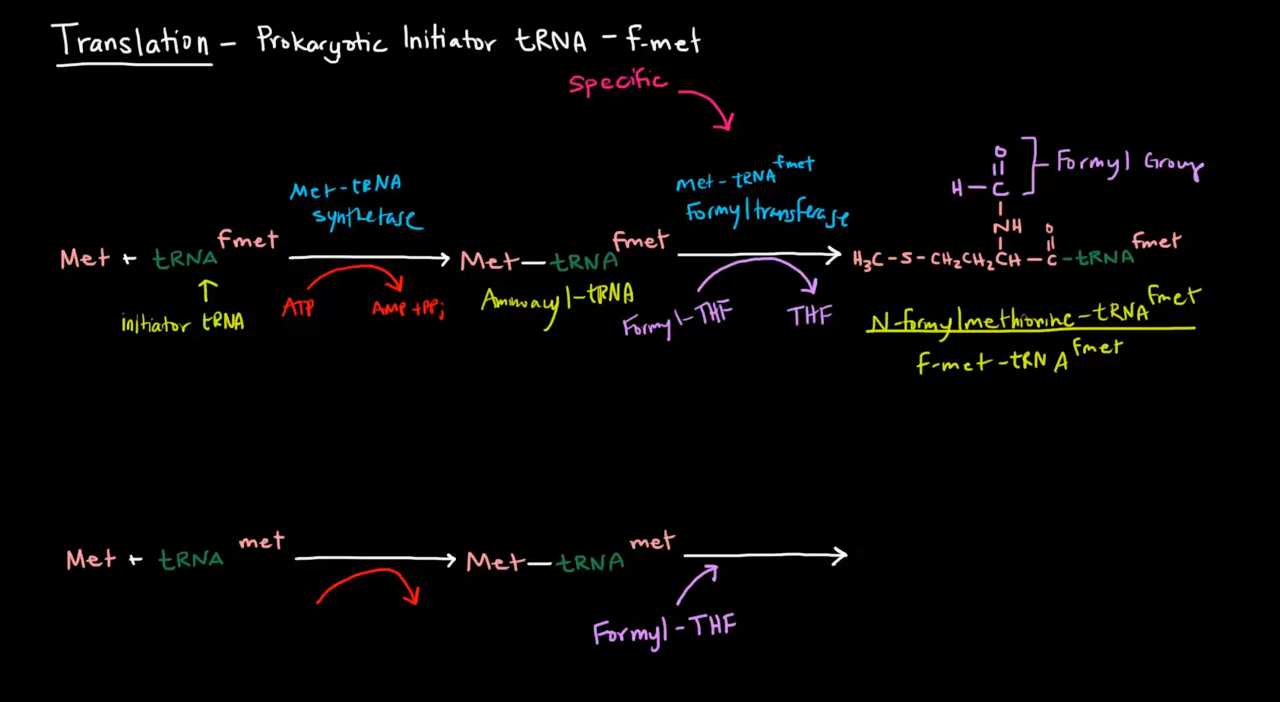 Translation - Prokaryotic Initiator tRNA - f-met
Specific
Met-tRNA synthetase
met-tRNA^fmet Formyltransferase
O
H-C
Formyl Group
NH
O
Met + tRNA^fmet
Met-tRNA^fmet
H₃C-S-CH₂CH₂CH-C-tRNA^fmet
initiator tRNA
ATP
AMP+PPi
Aminoacyl-tRNA
Formyl-THF
THF
N-formylmethionine-tRNA^fmet
f-met-tRNA^fmet
Met + tRNA^met
Met-tRNA^met
Formyl-THF